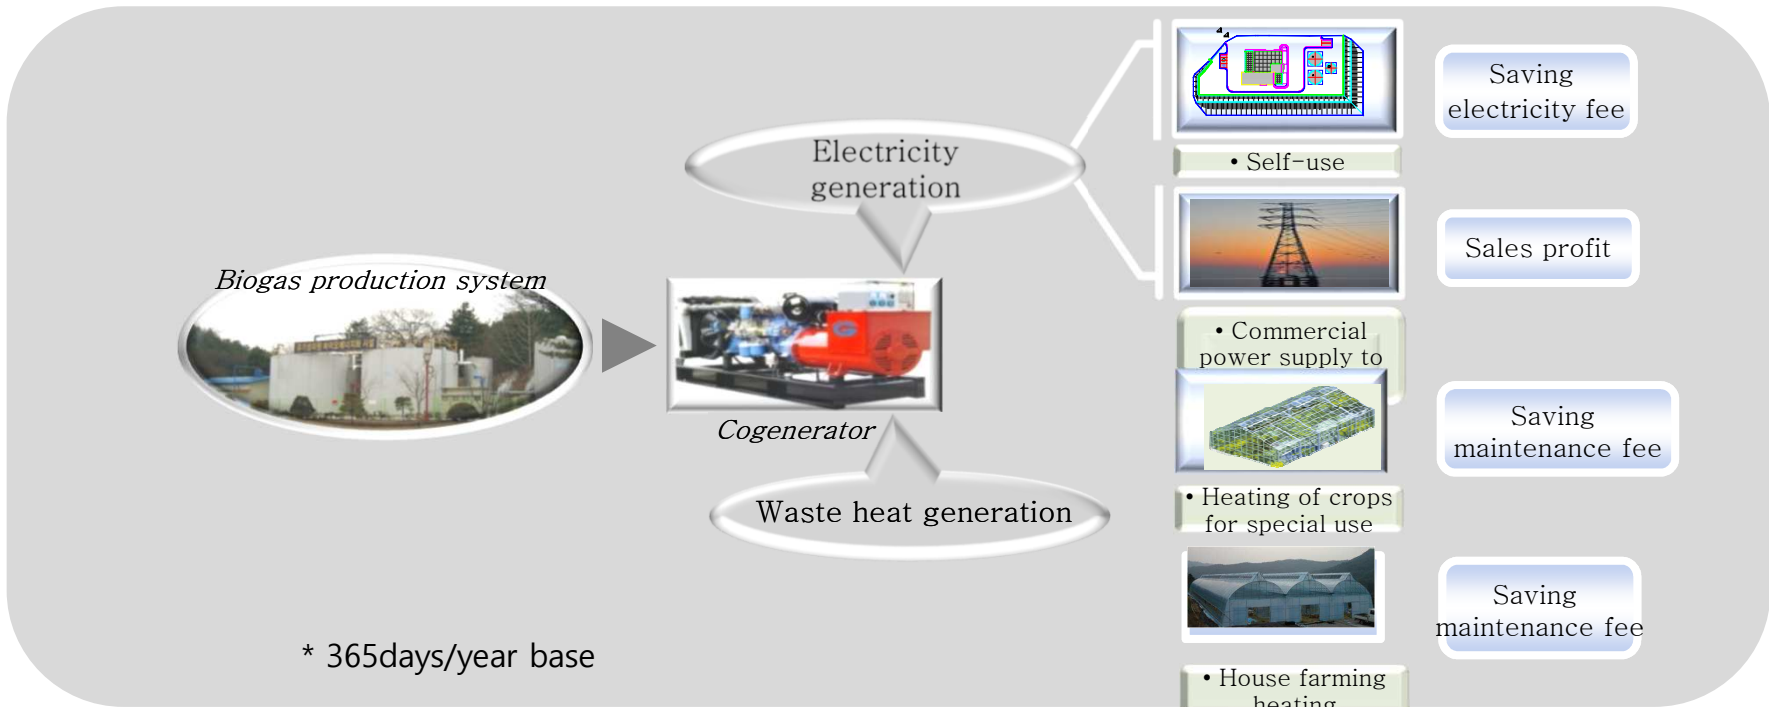 Biogas production system
Electricity
generation
Cogenerator
Waste heat generation
* 365days/year base
• Self-use
Saving
electricity fee
Sales profit
• Commercial
power supply to
Saving
maintenance fee
• Heating of crops
for special use
Saving
maintenance fee
• House farming
heating